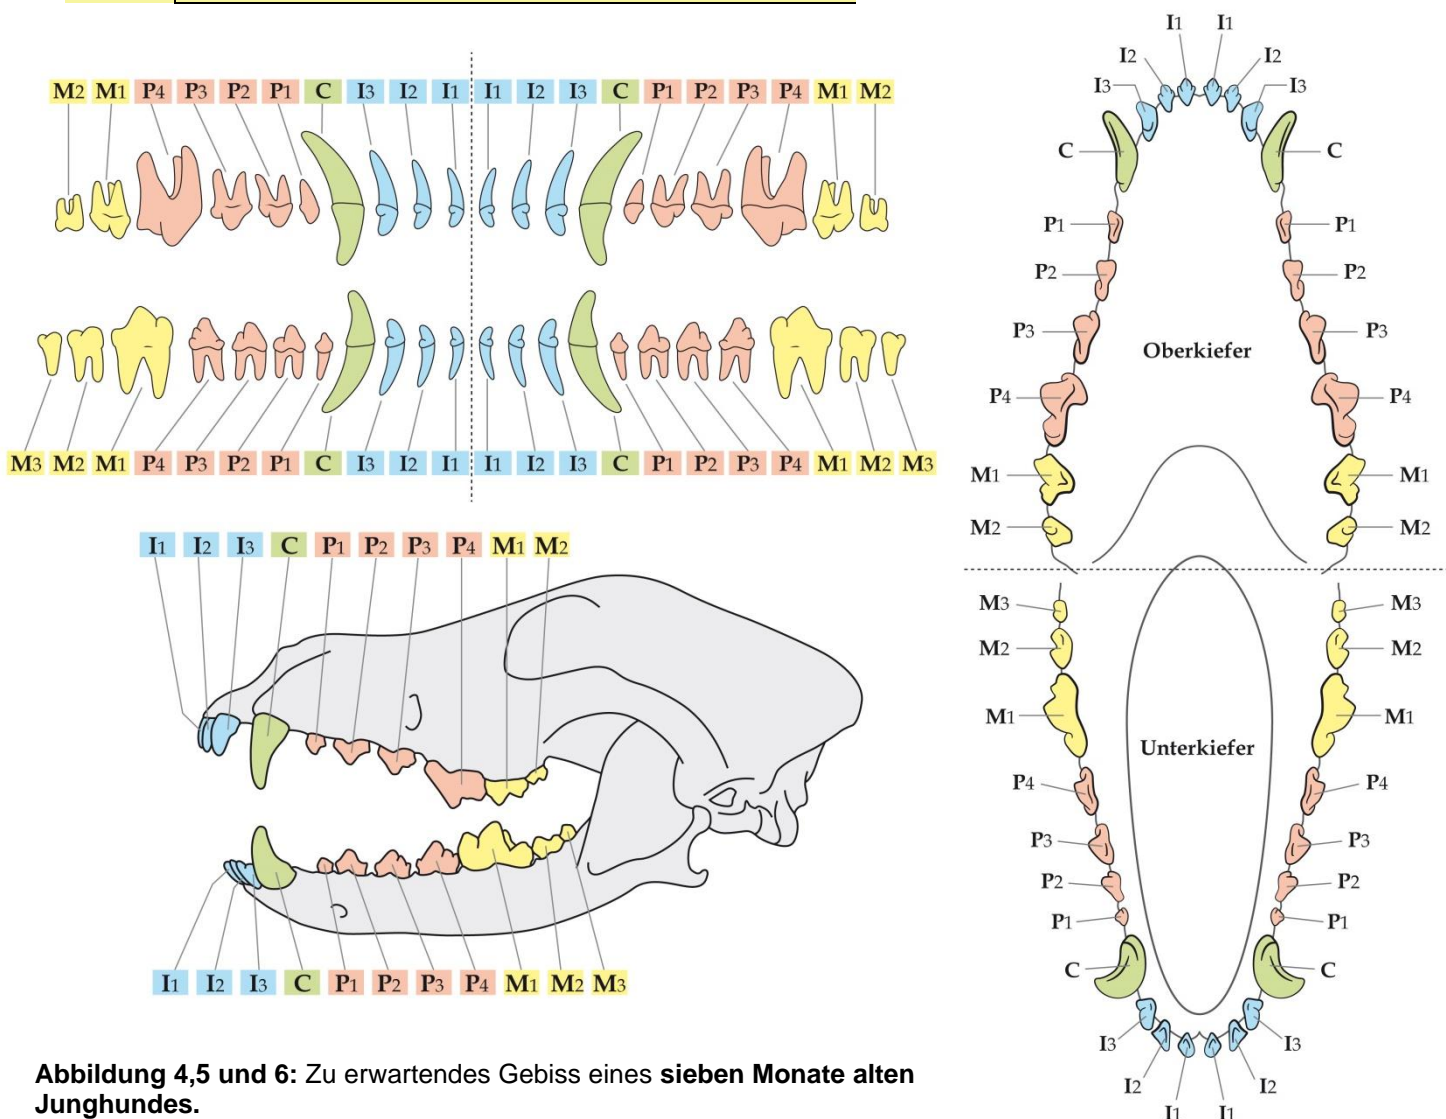 M2 M1 P4 P3 P2 P1 C I3 I2 I1 I1 I2 I3 C P1 P2 P3 P4 M1 M2
M3 M2 M1 P4 P3 P2 P1 C I3 I2 I1 I1 I2 I3 C P1 P2 P3 P4 M1 M2 M3
I1 I2 I3 C P1 P2 P3 P4 M1 M2
I1 I2 I3 C P1 P2 P3 P4 M1 M2 M3
I1 I1
I2 I2
I3 I3
C C
P1 P1
P2 P2
P3 P3
Oberkiefer
P4 P4
M1 M1
M2 M2
M3 M3
M2 M2
M1 M1
Unterkiefer
P4 P4
P3 P3
P2 P2
P1 P1
C C
I3 I3
I2 I2
I1 I1
Abbildung 4,5 und 6: Zu erwartendes Gebiss eines sieben Monate alten
Junghundes.